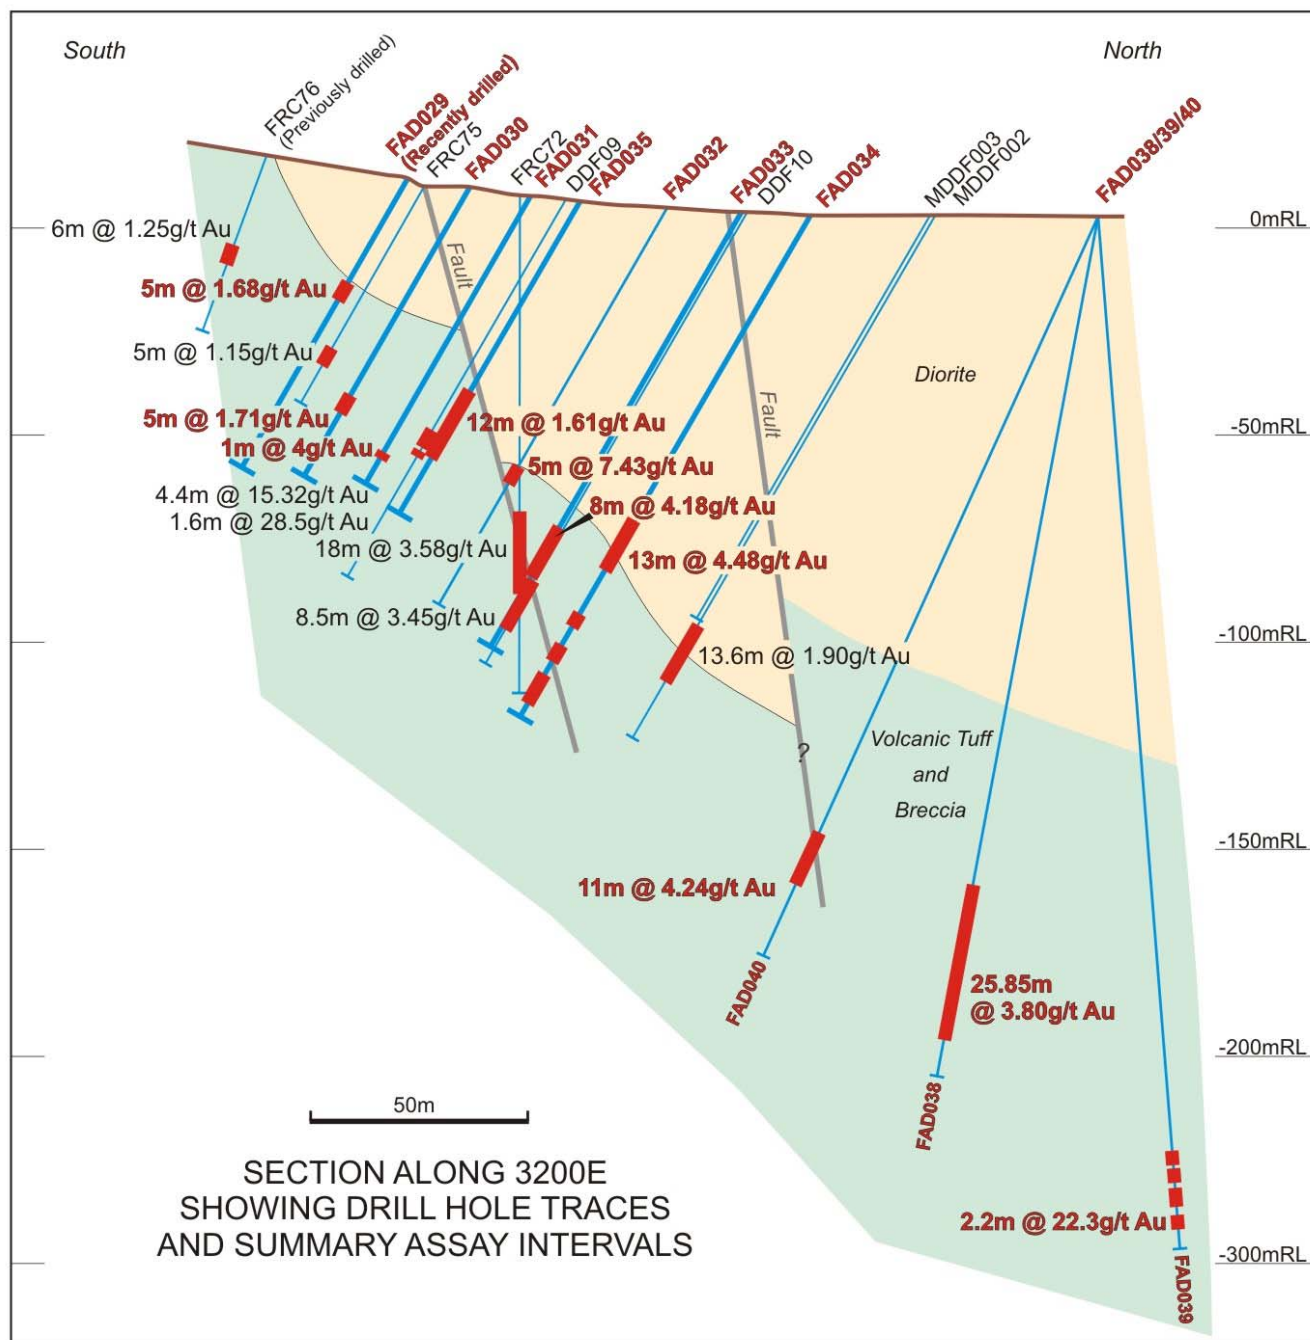 South
North
FRC76
(Previously drilled)
FAD029
(Recently drilled)
FRC75
FAD030
FRC72
FAD031
DDF09
FAD035
FAD032
FAD033
DDF10
FAD034
MDDF003
MDDF002
FAD038/39/40
0mRL
6m @ 1.25g/t Au
Fault
5m @ 1.68g/t Au
5m @ 1.15g/t Au
Diorite
Fault
5m @ 1.71g/t Au
12m @ 1.61g/t Au
-50mRL
1m @ 4g/t Au
5m @ 7.43g/t Au
4.4m @ 15.32g/t Au
8m @ 4.18g/t Au
1.6m @ 28.5g/t Au
18m @ 3.58g/t Au
13m @ 4.48g/t Au
8.5m @ 3.45g/t Au
-100mRL
13.6m @ 1.90g/t Au
?
Volcanic Tuff
and
Breccia
-150mRL
11m @ 4.24g/t Au
FAD040
25.85m
@ 3.80g/t Au
-200mRL
FAD038
50m
SECTION ALONG 3200E
SHOWING DRILL HOLE TRACES
AND SUMMARY ASSAY INTERVALS
2.2m @ 22.3g/t Au
-300mRL
FAD039